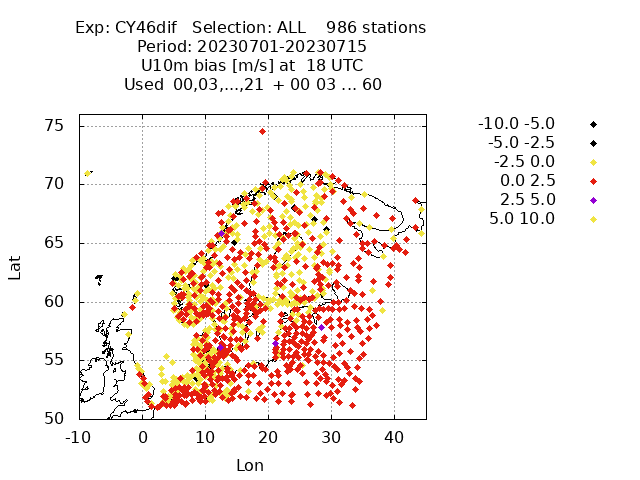 Exp: CY46dif Selection: ALL 986 stations
Period: 20230701-20230715
U10m bias [m/s] at 18 UTC
Used 00,03,...,21 + 00 03 ... 60
-10.0 -5.0
-5.0 -2.5
-2.5 0.0
0.0 2.5
2.5 5.0
5.0 10.0
75
70
65
60
55
50
Lat
-10 0 10 20 30 40
Lon